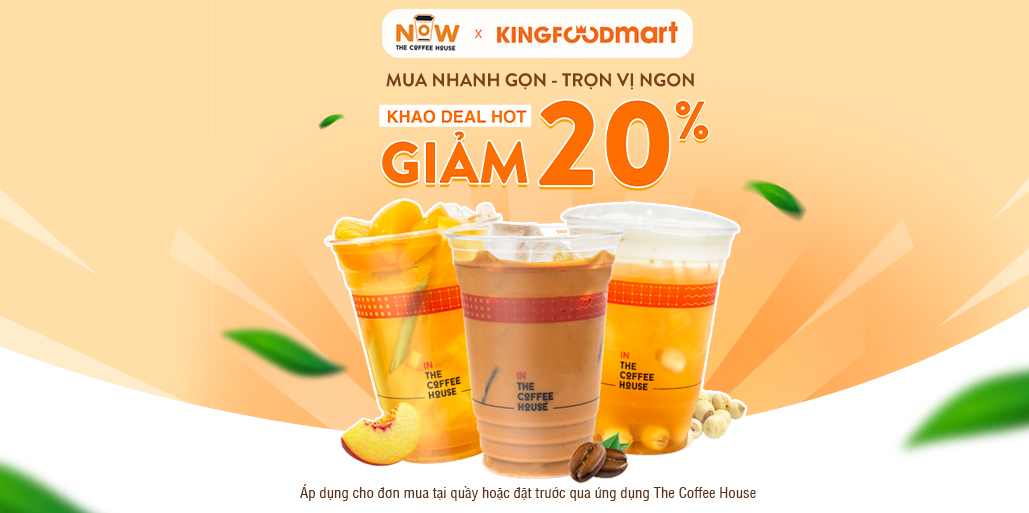 NOW
THE COFFEE HOUSE
x
KINGFOODmart
MUA NHANH GỌN - TRỌN VỊ NGON
KHAO DEAL HOT
GIẢM 20%
IN
THE
COFFEE
HOUSE
IN
THE
COFFEE
HOUSE
IN
THE
COFFEE
HOUSE
Áp dụng cho đơn mua tại quầy hoặc đặt trước qua ứng dụng The Coffee House